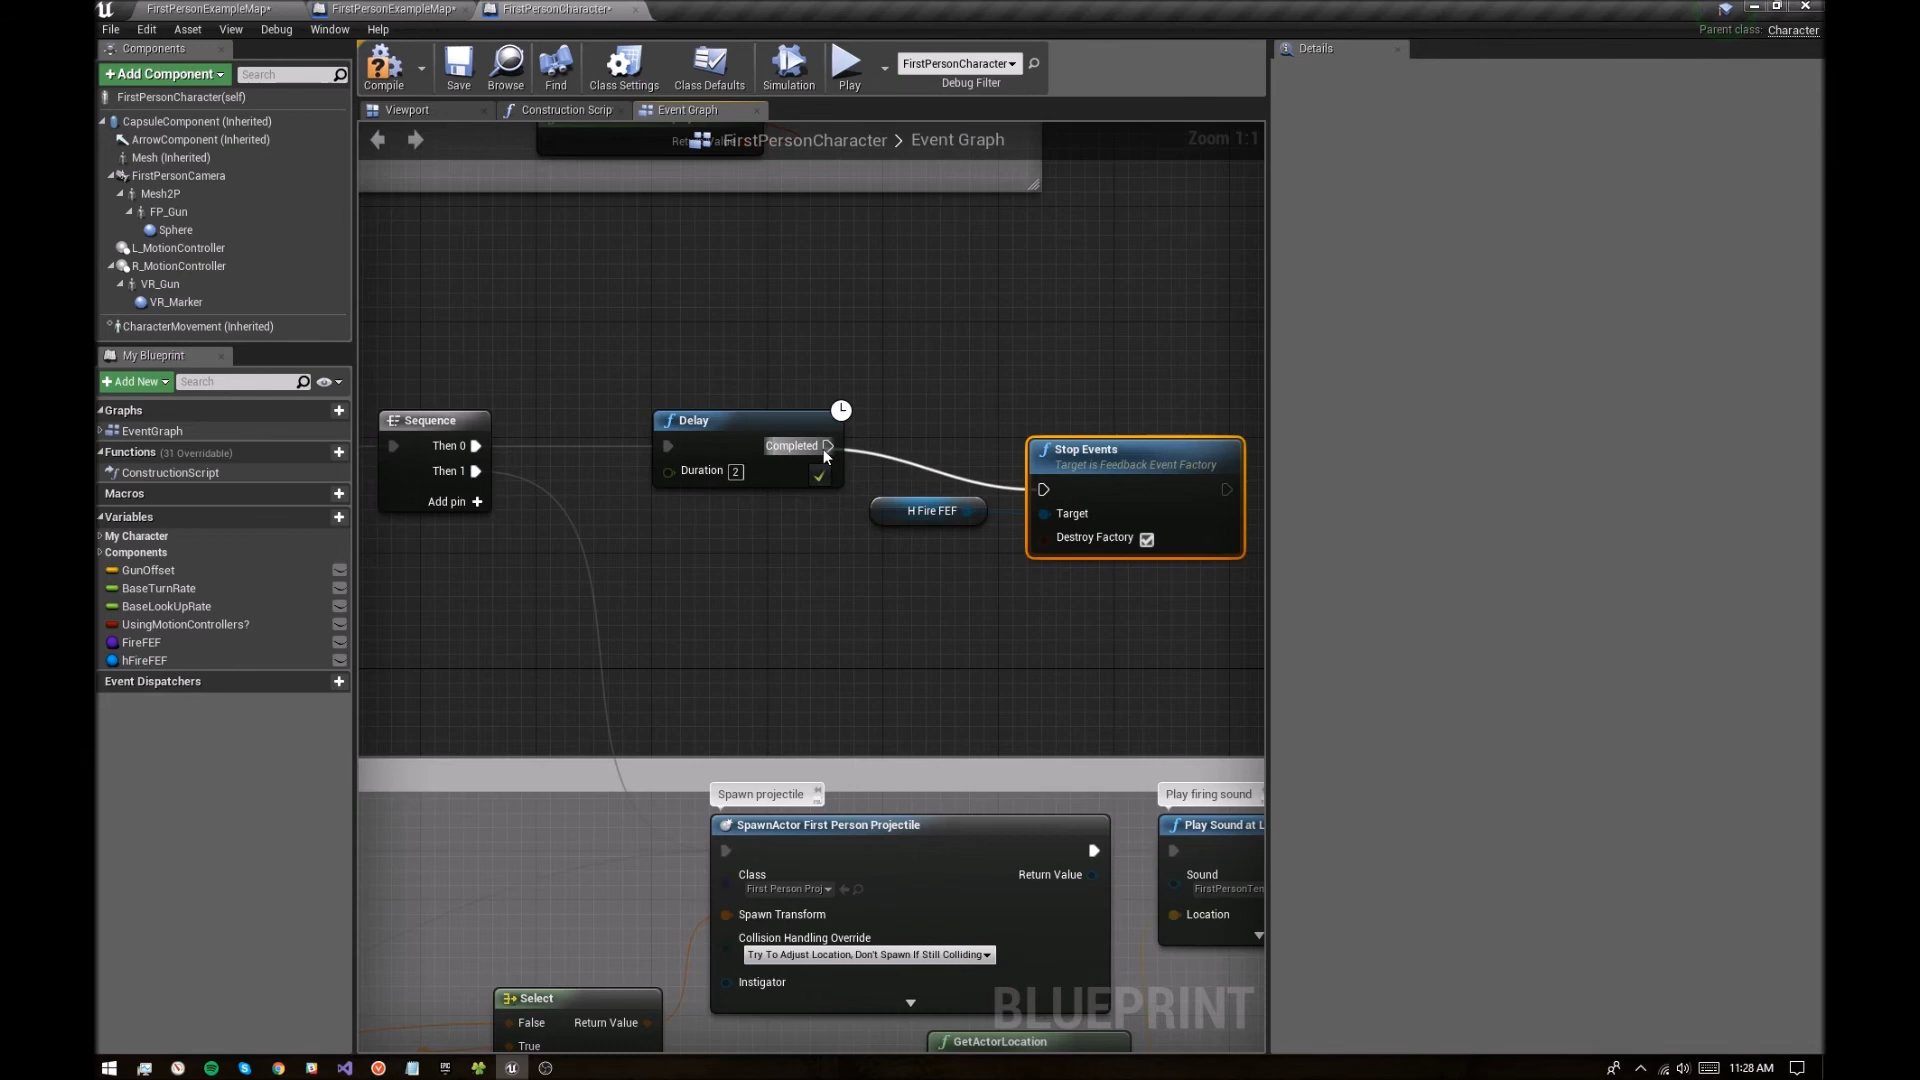 FirstPersonExampleMap*
FirstPersonExampleMap*
FirstPersonCharacter*
File Edit Asset View Debug Window Help
Parent class: Character
Components
+Add Component
Search
FirstPersonCharacter(self)
CapsuleComponent (Inherited)
ArrowComponent (Inherited)
Mesh (Inherited)
FirstPersonCamera
Mesh2P
FP_Gun
Sphere
L_MotionController
R_MotionController
VR_Gun
VR_Marker
CharacterMovement (Inherited)
My Blueprint
+Add New
Search
Graphs
EventGraph
Functions (31 Overridable)
ConstructionScript
Macros
Variables
My Character
Components
GunOffset
BaseTurnRate
BaseLookUpRate
UsingMotionControllers?
FireFEF
hFireFEF
Event Dispatchers
Compile
Save
Browse
Find
Class Settings
Class Defaults
Simulation
Play
FirstPersonCharacter
Debug Filter
Details
Viewport
Construction Scrip
Event Graph
FirstPersonCharacter > Event Graph
Zoom 1:1
Sequence
Then 0
Then 1
Add pin +
Delay
Completed
Duration 2
H Fire FEF
Stop Events
Target is Feedback Event Factory
Target
Destroy Factory
Spawn projectile
SpawnActor First Person Projectile
Class
First Person Proj
Return Value
Spawn Transform
Collision Handling Override
Try To Adjust Location, Don't Spawn If Still Colliding
Instigator
Play firing sound
Play Sound at L
Sound
FirstPersonTem
Location
Select
False
Return Value
True
GetActorLocation
BLUEPRINT
11:28 AM